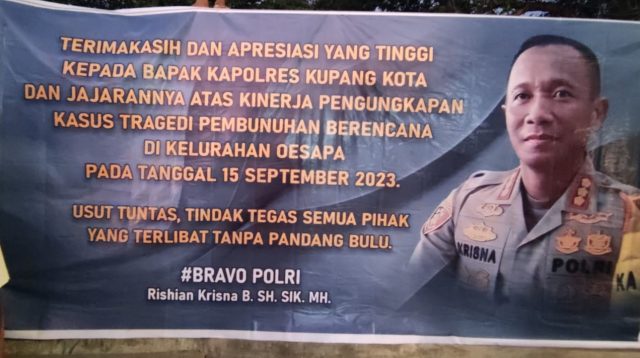 TERIMAKASIH DAN APRESIASI YANG TINGGI
KEPADA BAPAK KAPOLRES KUPANG KOTA
DAN JAJARANNYA ATAS KINERJA PENGUNGKAPAN
KASUS TRAGEDI PEMBUNUHAN BERENCANA
DI KELURAHAN OESAPA
PADA TANGGAL 15 SEPTEMBER 2023.
USUT TUNTAS, TINDAK TEGAS SEMUA PIHAK
YANG TERLIBAT TANPA PANDANG BULU.
#BRAVO POLRI
Rishian Krisna B. SH. SIK. MH.
KRISNA
POLRI
KA